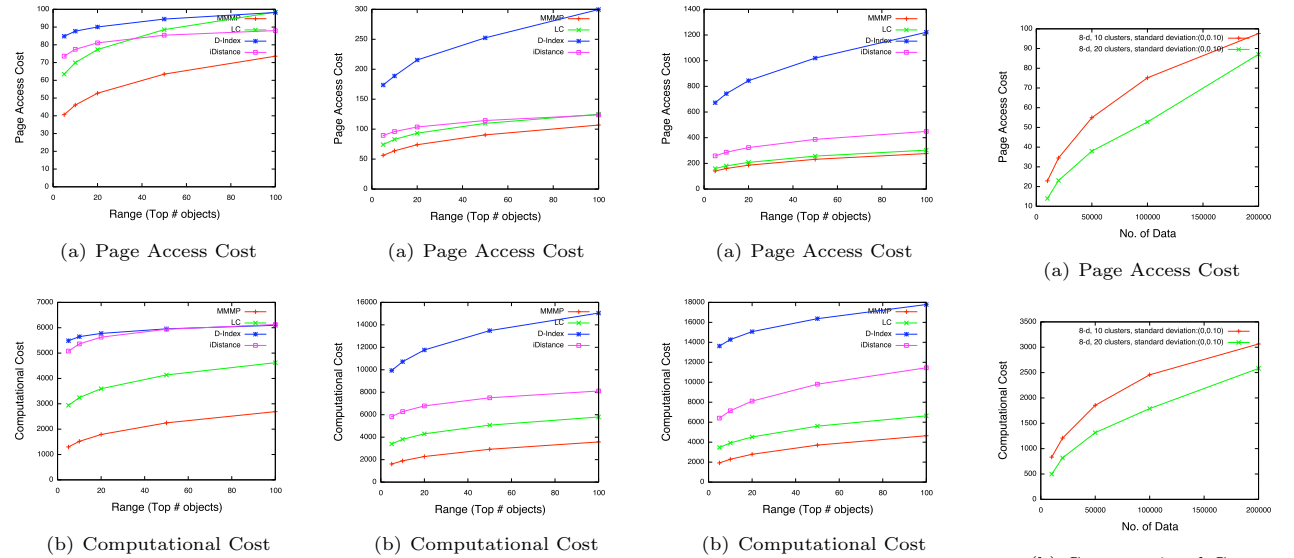 100
90
80
70
60
50
40
30
20
10
0
Page Access Cost
MMMP
LC
D-Index
iDistance
0 20 40 60 80 100
Range (Top # objects)
(a) Page Access Cost
300
250
200
150
100
50
0
Page Access Cost
MMMP
LC
D-Index
iDistance
0 20 40 60 80 100
Range (Top # objects)
(a) Page Access Cost
1400
1200
1000
800
600
400
200
0
Page Access Cost
MMMP
LC
D-Index
iDistance
0 20 40 60 80 100
Range (Top # objects)
(a) Page Access Cost
100
90
80
70
60
50
40
30
20
10
Page Access Cost
8-d, 10 clusters, standard deviation:(0,0.10)
8-d, 20 clusters, standard deviation:(0,0.10)
0 50000 100000 150000 200000
No. of Data
(a) Page Access Cost
7000
6000
5000
4000
3000
2000
1000
0
Computational Cost
MMMP
LC
D-Index
iDistance
0 20 40 60 80 100
Range (Top # objects)
(b) Computational Cost
16000
14000
12000
10000
8000
6000
4000
2000
0
Computational Cost
MMMP
LC
D-Index
iDistance
0 20 40 60 80 100
Range (Top # objects)
(b) Computational Cost
18000
16000
14000
12000
10000
8000
6000
4000
2000
0
Computational Cost
MMMP
LC
D-Index
iDistance
0 20 40 60 80 100
Range (Top # objects)
(b) Computational Cost
3500
3000
2500
2000
1500
1000
500
0
Computational Cost
8-d, 10 clusters, standard deviation:(0,0.10)
8-d, 20 clusters, standard deviation:(0,0.10)
0 50000 100000 150000 200000
No. of Data